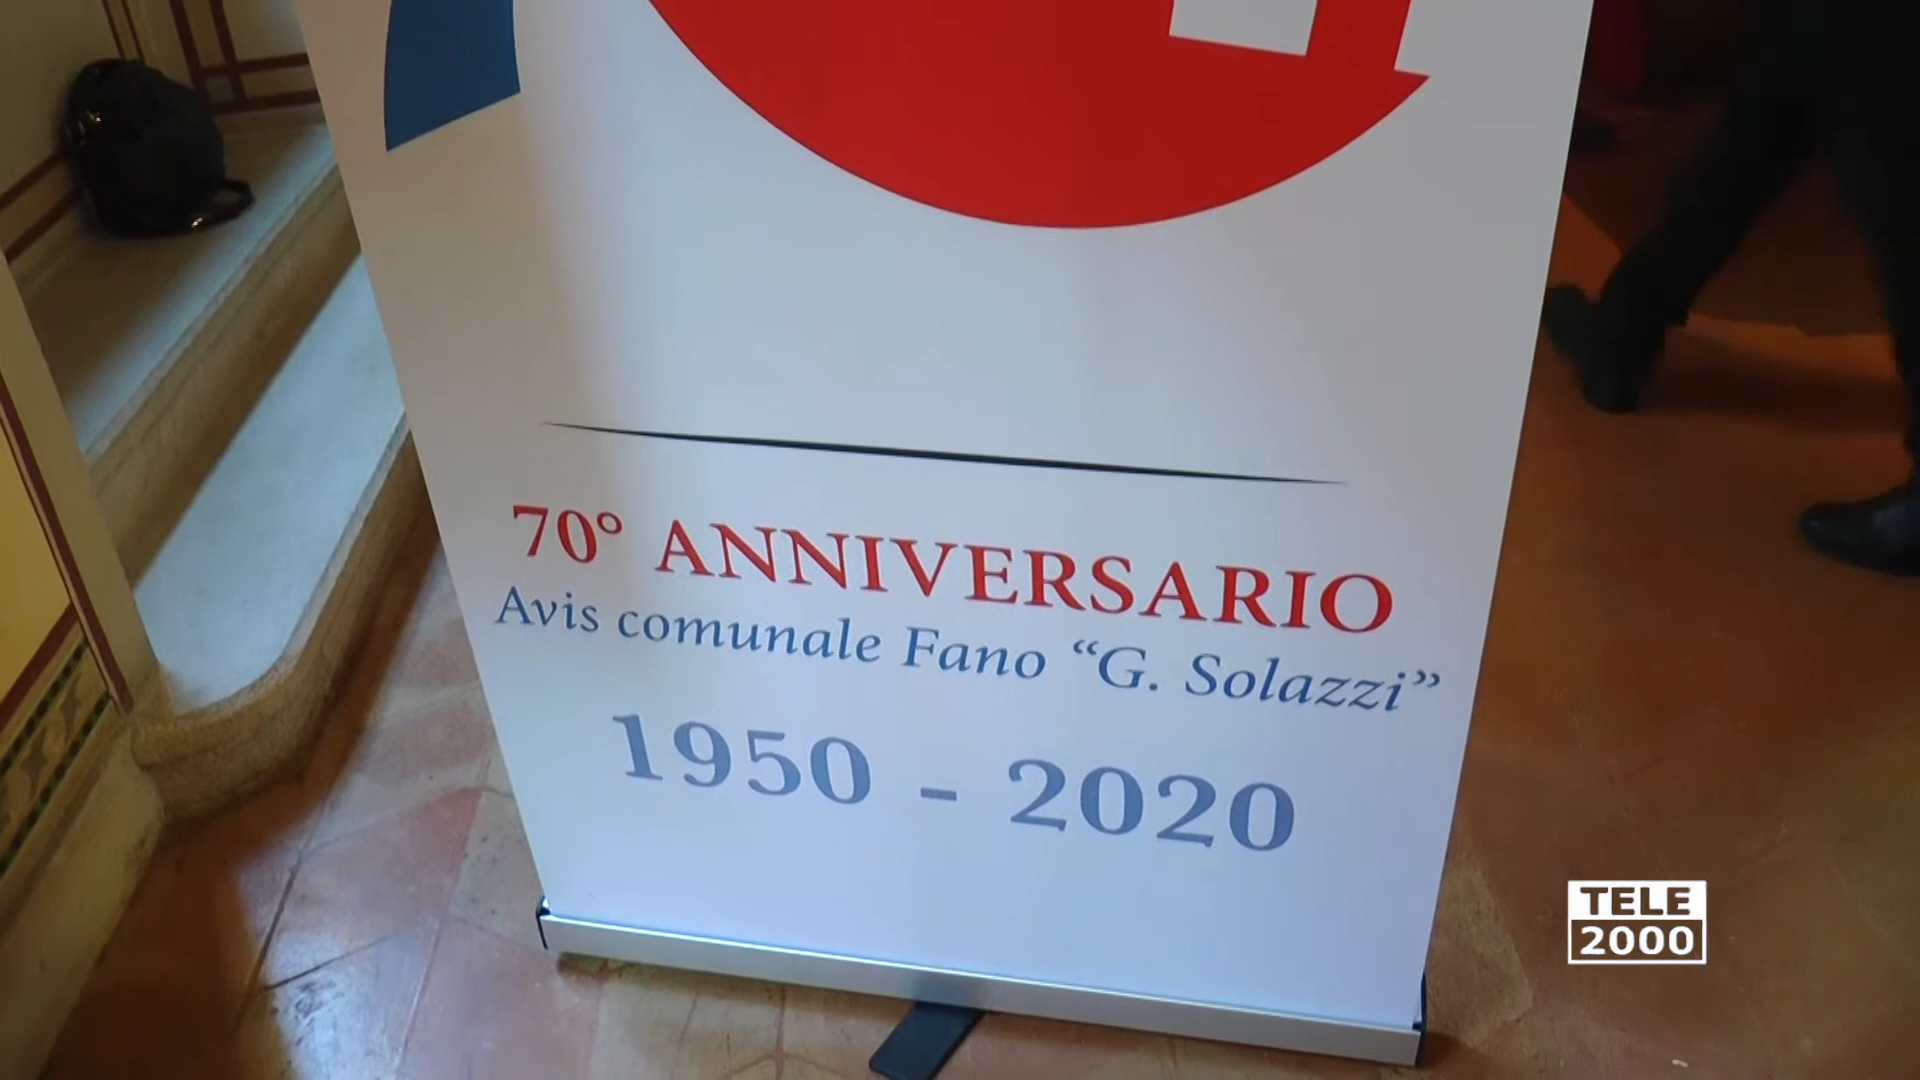 70° ANNIVERSARIO
Avis comunale Fano “G. Solazzi”
1950 - 2020
TELE
2000